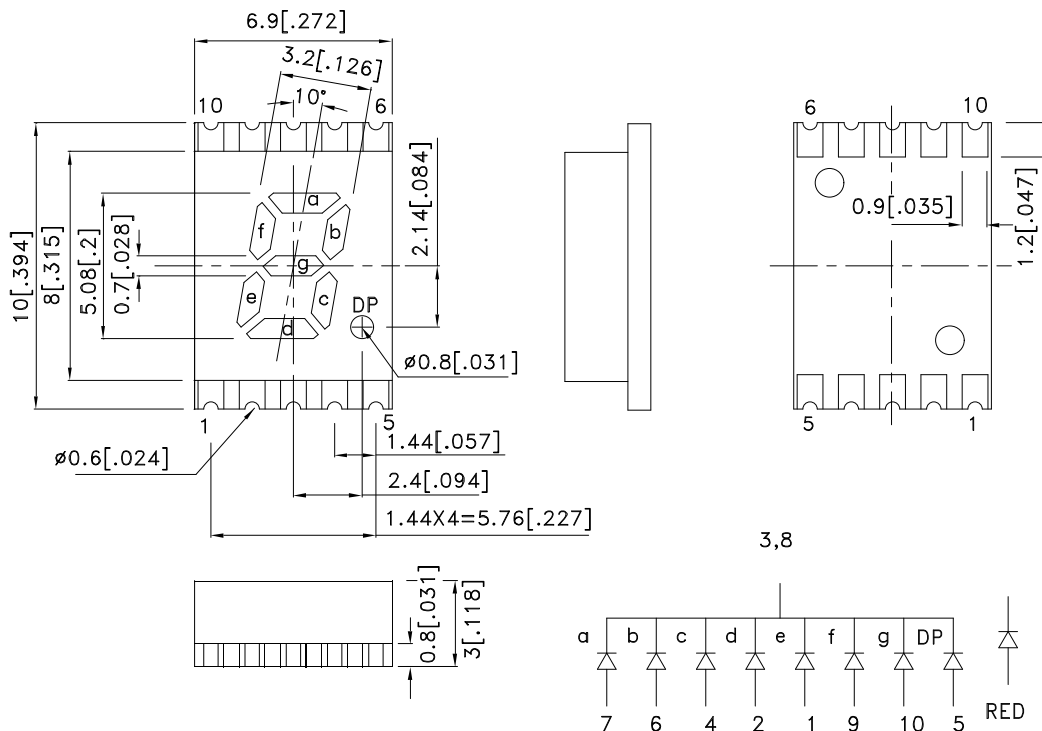 6.9[.272]
3.2[.126]
10°
10
6
6
10
a
f
b
g
e
c
d
DP
10[.394]
8[.315]
5.08[.2]
0.7[.028]
2.14[.084]
0.9[.035]
1.2[.047]
ø0.8[.031]
1
5
5
1
ø0.6[.024]
1.44[.057]
2.4[.094]
1.44X4=5.76[.227]
0.8[.031]
3[.118]
3,8
a b c d e f g DP
7 6 4 2 1 9 10 5
RED